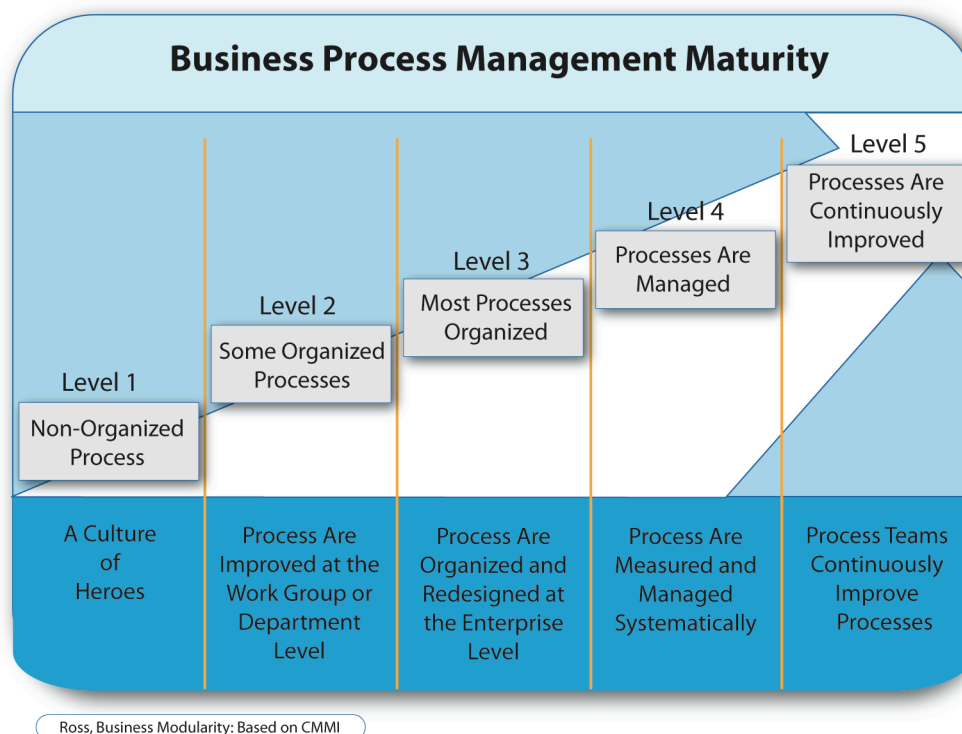 Business Process Management Maturity
Level 1
Non-Organized
Process
Level 2
Some Organized
Processes
Level 3
Most Processes
Organized
Level 4
Processes Are
Managed
Level 5
Processes Are
Continuously
Improved
A Culture
of
Heroes
Process Are
Improved at the
Work Group or
Department
Level
Process Are
Organized and
Redesigned at
the Enterprise
Level
Process Are
Measured and
Managed
Systematically
Process Teams
Continuously
Improve
Processes
Ross, Business Modularity: Based on CMMI